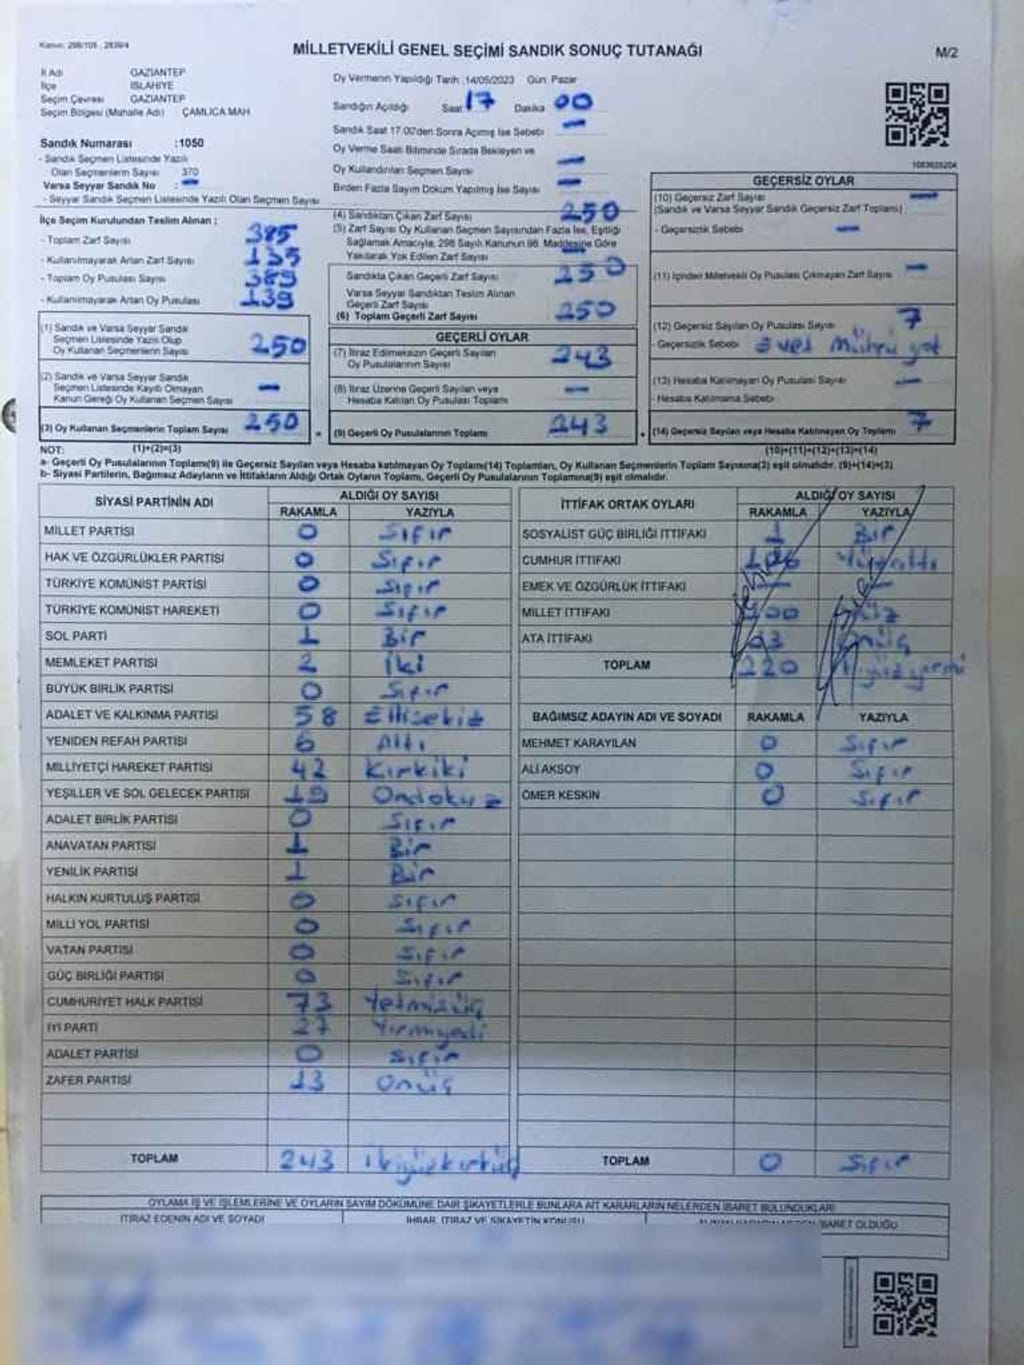 Kanun: 298/105, 2839/4
MİLLETVEKİLİ GENEL SEÇİMİ SANDIK SONUÇ TUTANAĞI
M/2
İl Adı GAZİANTEP
İlçe İSLAHİYE
Seçim Çevresi GAZİANTEP
Seçim Bölgesi (Mahalle Adı) ÇAMLICA MAH
Sandık Numarası :1050
- Sandık Seçmen Listesinde Yazılı
Olan Seçmenlerin Sayısı 370
Varsa Seyyar Sandık No : -
- Seyyar Sandık Seçmen Listesinde Yazılı Olan Seçmen Sayısı
Oy Vermenin Yapıldığı Tarih :14/05/2023 Gün: Pazar
Sandığın Açıldığı Saat 17 Dakika 00
Sandık Saat 17.00'den Sonra Açılmış İse Sebebi -
Oy Verme Saati Bitiminde Sırada Bekleyen ve
Oy Kullandırılan Seçmen Sayısı -
Birden Fazla Sayım Döküm Yapılmış İse Sayısı -
1083625204
İlçe Seçim Kurulundan Teslim Alınan ;
- Toplam Zarf Sayısı 385
- Kullanılmayarak Artan Zarf Sayısı 135
- Toplam Oy Pusulası Sayısı 389
- Kullanılmayarak Artan Oy Pusulası 139
(1) Sandık ve Varsa Seyyar Sandık
Seçmen Listesinde Yazılı Olup
Oy Kullanan Seçmenlerin Sayısı 250
(2) Sandık ve Varsa Seyyar Sandık
Seçmen Listesinde Kayıtlı Olmayan
Kanun Gereği Oy Kullanan Seçmen Sayısı -
(3) Oy Kullanan Seçmenlerin Toplam Sayısı 250
(4) Sandıktan Çıkan Zarf Sayısı 250
(5) Zarf Sayısı Oy Kullanan Seçmen Sayısından Fazla İse, Eşitliği
Sağlamak Amacıyla, 298 Sayılı Kanunun 98. Maddesine Göre
Yakılarak Yok Edilen Zarf Sayısı -
Sandıkta Çıkan Geçerli Zarf Sayısı 250
Varsa Seyyar Sandıktan Teslim Alınan
Geçerli Zarf Sayısı
(6) Toplam Geçerli Zarf Sayısı 250
GEÇERLİ OYLAR
(7) İtiraz Edilmeksizin Geçerli Sayılan
Oy Pusulalarının Sayısı 243
(8) İtiraz Üzerine Geçerli Sayılan veya
Hesaba Katılan Oy Pusulası Toplamı -
(9) Geçerli Oy Pusulalarının Toplamı 243
GEÇERSİZ OYLAR
(10) Geçersiz Zarf Sayısı -
(Sandık ve Varsa Seyyar Sandık Geçersiz Zarf Toplamı)
- Geçersizlik Sebebi -
(11) İçinden Milletvekili Oy Pusulası Çıkmayan Zarf Sayısı -
(12) Geçersiz Sayılan Oy Pusulası Sayısı 7
- Geçersizlik Sebebi Evet Mührü yok
(13) Hesaba Katılmayan Oy Pusulası Sayısı -
- Hesaba Katılmama Sebebi
(14) Geçersiz Sayılan veya Hesaba Katılmayan Oy Toplamı 7
NOT: (1)+(2)=(3) (10)+(11)+(12)+(13)=(14)
a- Geçerli Oy Pusulalarının Toplamı(9) ile Geçersiz Sayılan veya Hesaba katılmayan Oy Toplamı(14) Toplamları, Oy Kullanan Seçmenlerin Toplam Sayısına(3) eşit olmalıdır. (9)+(14)=(3)
b- Siyasi Partilerin, Bağımsız Adayların ve İttifakların Aldığı Ortak Oyların Toplamı, Geçerli Oy Pusulalarının Toplamına(9) eşit olmalıdır.
SİYASİ PARTİNİN ADI ALDIĞI OY SAYISI
RAKAMLA YAZIYLA
MİLLET PARTİSİ 0 Sıfır
HAK VE ÖZGÜRLÜKLER PARTİSİ 0 Sıfır
TÜRKİYE KOMÜNİST PARTİSİ 0 Sıfır
TÜRKİYE KOMÜNİST HAREKETİ 0 Sıfır
SOL PARTİ 1 Bir
MEMLEKET PARTİSİ 2 İki
BÜYÜK BİRLİK PARTİSİ 0 Sıfır
ADALET VE KALKINMA PARTİSİ 58 Ellisekiz
YENİDEN REFAH PARTİSİ 6 Altı
MİLLİYETÇİ HAREKET PARTİSİ 42 Kırkiki
YEŞİLLER VE SOL GELECEK PARTİSİ 19 Ondokuz
ADALET BİRLİK PARTİSİ 0 Sıfır
ANAVATAN PARTİSİ 1 Bir
YENİLİK PARTİSİ 1 Bir
HALKIN KURTULUŞ PARTİSİ 0 Sıfır
MİLLİ YOL PARTİSİ 0 Sıfır
VATAN PARTİSİ 0 Sıfır
GÜÇ BİRLİĞİ PARTİSİ 0 Sıfır
CUMHURİYET HALK PARTİSİ 73 Yetmişüç
İYİ PARTİ 27 Yirmiyedi
ADALET PARTİSİ 0 Sıfır
ZAFER PARTİSİ 13 Onüç
TOPLAM 243 İkiyüzkırküç
İTTİFAK ORTAK OYLARI ALDIĞI OY SAYISI
RAKAMLA YAZIYLA
SOSYALİST GÜÇ BİRLİĞİ İTTİFAKI 1 Bir
CUMHUR İTTİFAKI 106 Yüzaltı
EMEK VE ÖZGÜRLÜK İTTİFAKI -
MİLLET İTTİFAKI 100 Yüz
ATA İTTİFAKI 13 Onüç
TOPLAM 220 İkiyüzyirmi
BAĞIMSIZ ADAYIN ADI VE SOYADI RAKAMLA YAZIYLA
MEHMET KARAYILAN 0 Sıfır
ALİ AKSOY 0 Sıfır
ÖMER KESKİN 0 Sıfır
TOPLAM 0 Sıfır
OYLAMA İŞ VE İŞLEMLERİNE VE OYLARIN SAYIM DÖKÜMÜNE DAİR ŞİKAYETLERLE BUNLARA AİT KARARLARIN NELERDEN İBARET BULUNDUKLARI
İTİRAZ EDENİN ADI VE SOYADI İHBAR, İTİRAZ VE ŞİKAYETİN KONUSU İBARET OLDUĞU